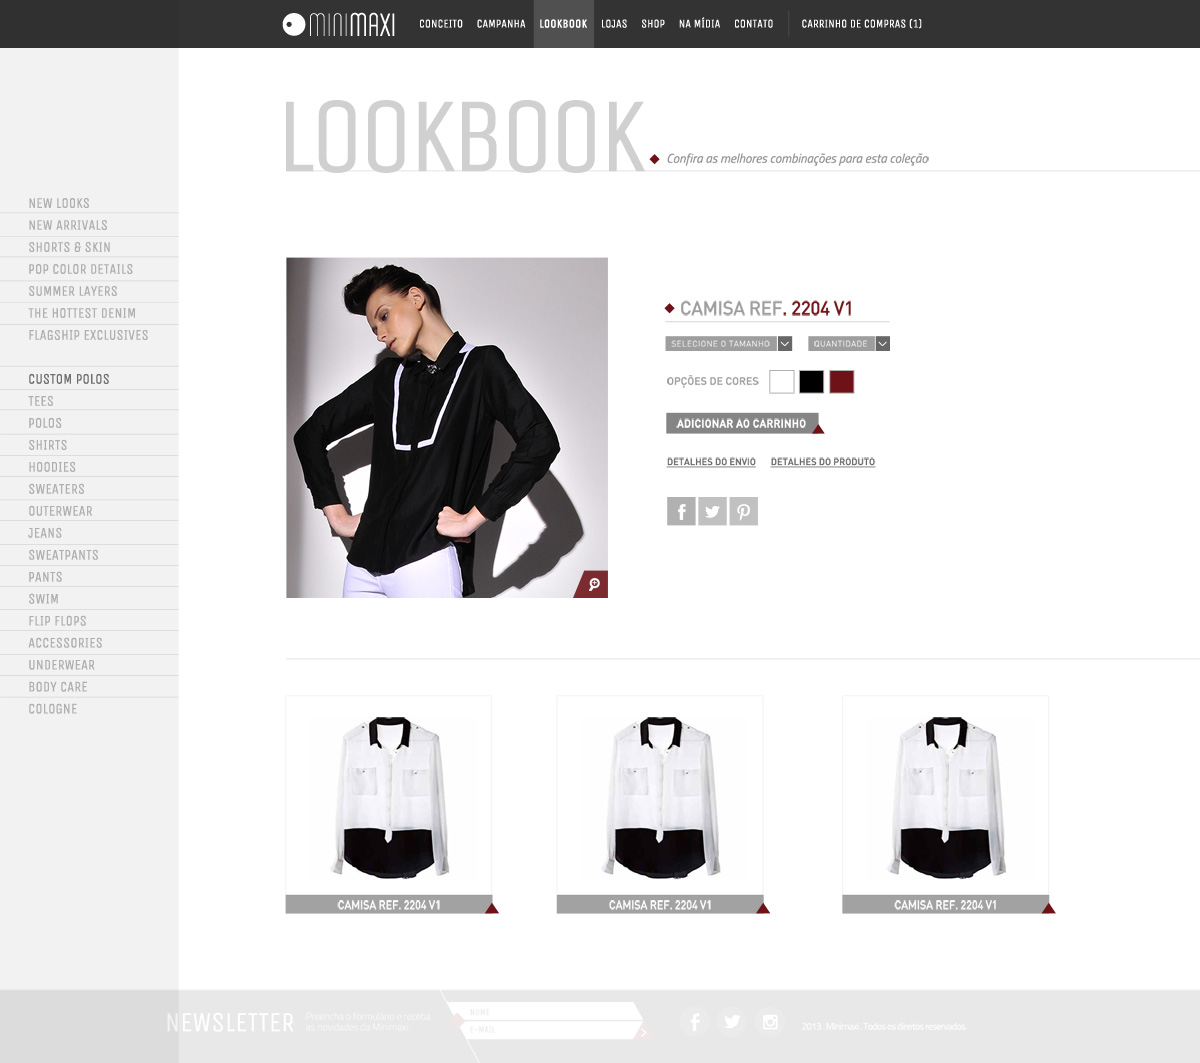 MINIMAXI
CONCEITO CAMPANHA LOOKBOOK LOJAS SHOP NA MÍDIA CONTATO CARRINHO DE COMPRAS (1)
LOOKBOOK
Confira as melhores combinações para esta coleção
NEW LOOKS
NEW ARRIVALS
SHORTS & SKIN
POP COLOR DETAILS
SUMMER LAYERS
THE HOTTEST DENIM
FLAGSHIP EXCLUSIVES
CUSTOM POLOS
TEES
POLOS
SHIRTS
HOODIES
SWEATERS
OUTERWEAR
JEANS
SWEATPANTS
PANTS
SWIM
FLIP FLOPS
ACCESSORIES
UNDERWEAR
BODY CARE
COLOGNE
CAMISA REF. 2204 V1
SELECIONE O TAMANHO QUANTIDADE
OPÇÕES DE CORES
ADICIONAR AO CARRINHO
DETALHES DO ENVIO DETALHES DO PRODUTO
CAMISA REF. 2204 V1
CAMISA REF. 2204 V1
CAMISA REF. 2204 V1
NEWSLETTER
Preencha o formulário e receba
as novidades da Minimaxi.
NOME
E-MAIL
2013. Minimaxi. Todos os diretos reservados.